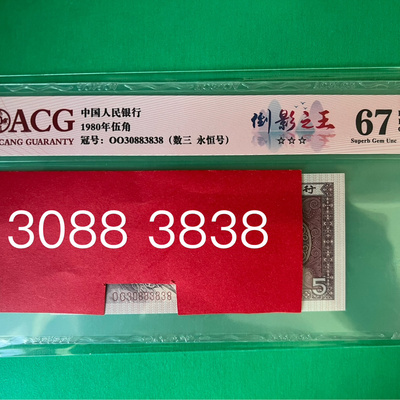 ACG
CANG GUARANTY
中国人民银行
1980年伍角
冠号：OO30883838（数三 永恒号）
倒影之王
☆☆☆
67
Superb Gem Unc
行
3088 3838
OO30883838
5